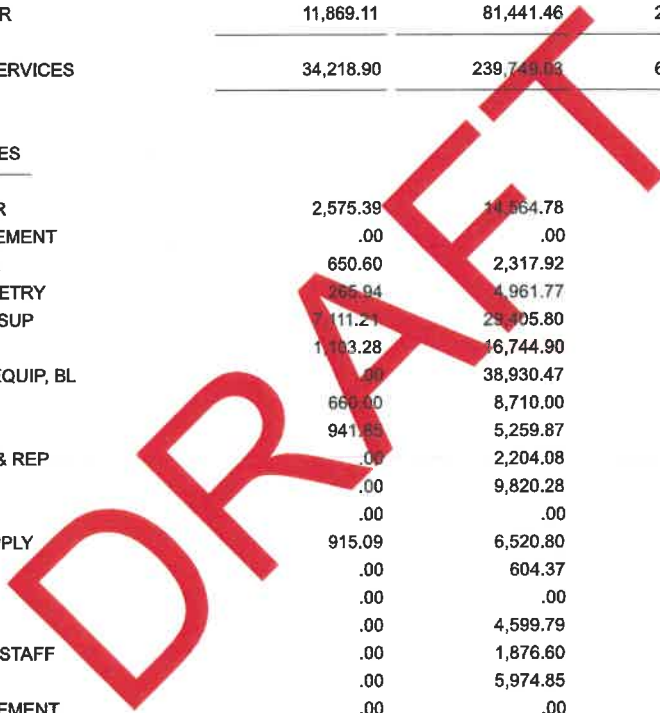 R 11,869.11 81,441.46 2
ERVICES 34,218.90 239,749.03 6
ES
R 2,575.39 14,564.78
EMENT .00 .00
650.60 2,317.92
ETRY 265.94 4,961.77
SUP 7,111.21 29,405.80
1,103.28 16,744.90
EQUIP, BL .00 38,930.47
660.00 8,710.00
941.85 5,259.87
& REP .00 2,204.08
.00 9,820.28
.00 .00
PPLY 915.09 6,520.80
.00 604.37
.00 .00
.00 4,599.79
STAFF .00 1,876.60
.00 5,974.85
EMENT .00 .00
DRAFT